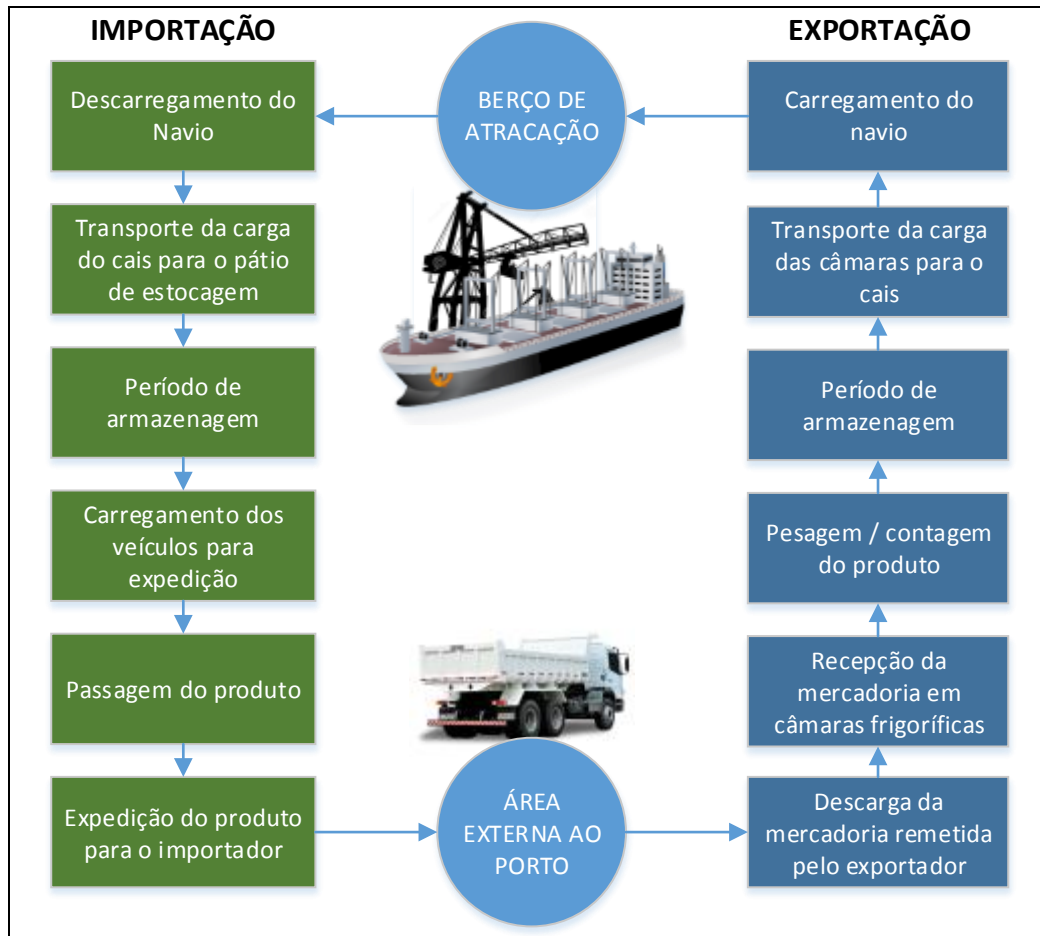 IMPORTAÇÃO
Descarregamento do
Navio
Transporte da carga
do cais para o pátio
de estocagem
Período de
armazenagem
Carregamento dos
veículos para
expedição
Passagem do produto
Expedição do produto
para o importador
BERÇO DE
ATRACAÇÃO
ÁREA
EXTERNA AO
PORTO
EXPORTAÇÃO
Carregamento do
navio
Transporte da carga
das câmaras para o
cais
Período de
armazenagem
Pesagem / contagem
do produto
Recepção da
mercadoria em
câmaras frigoríficas
Descarga da
mercadoria remetida
pelo exportador